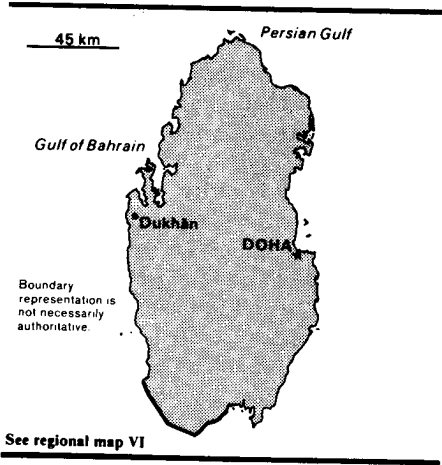 Persian Gulf
45 km
Gulf of Bahrain
Dukhān
DOHA
Boundary
representation is
not necessarily
authoritative.
See regional map VI